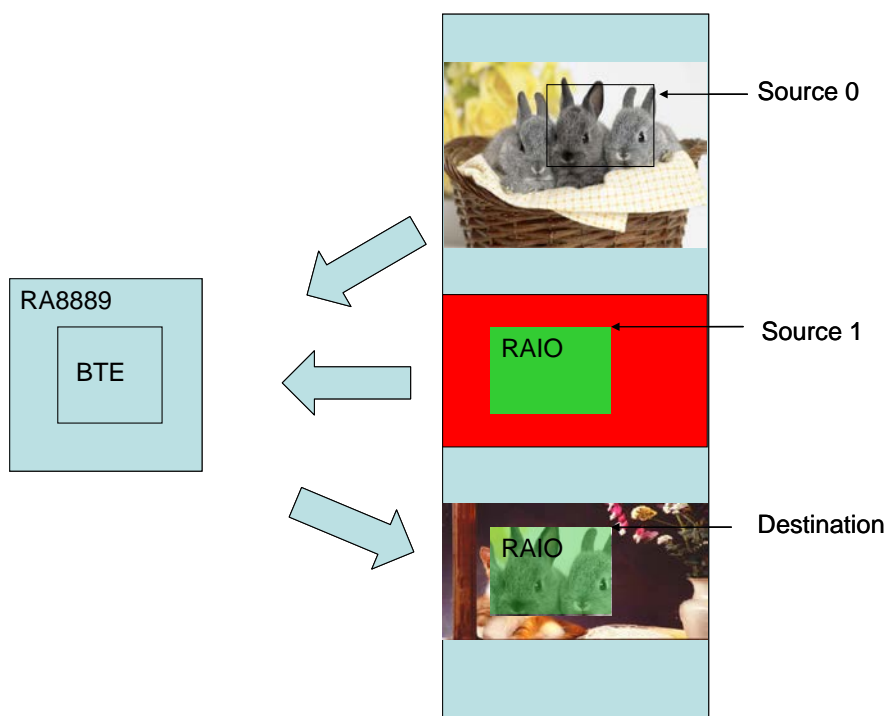 Source 0
RA8889
BTE
RAIO
Source 1
RAIO
Destination